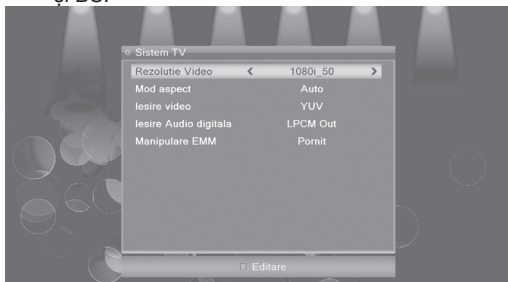 Sistem TV
Rezolutie Video 1080i_50
Mod aspect Auto
Iesire video YUV
Iesire Audio digitala LPCM Out
Manipulare EMM Pornit
Editare